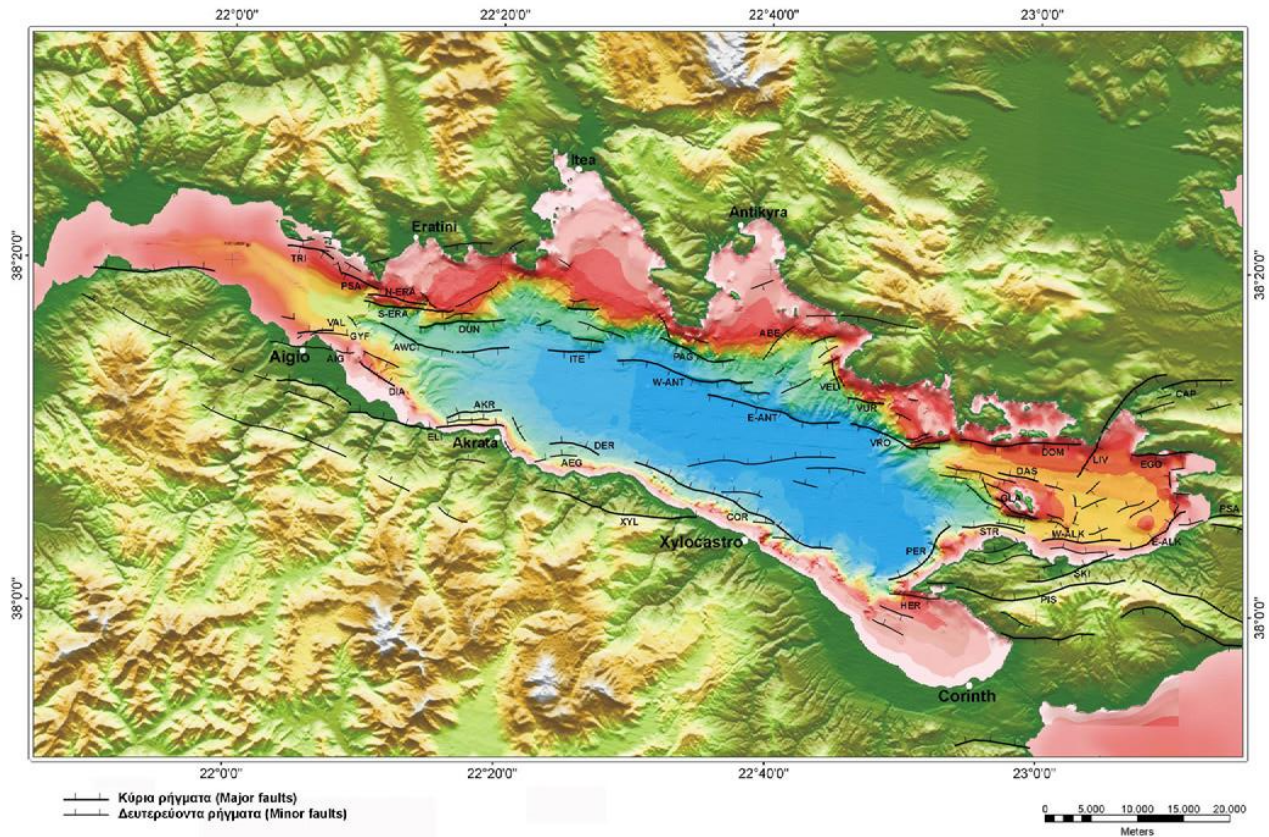 22°0'0" 22°20'0" 22°40'0" 23°0'0"
Itea
Antikyra
Eratini
38°20'0"
38°20'0"
TRI
PSA
N-ERA
S-ERA
DUN
VAL
GYF
AWCT
Aigio
AIG
DIA
ITE
PAG
ABE
W-ANT
VEL
VUR
E-ANT
CAP
AKR
ELI
Akrata
DER
AEG
VRO
DOM
LIV
EGO
DAS
XYL
COR
Xylocastro
PER
STR
W-ALK
E-ALK
PSA
SKI
PIS
HER
38°0'0"
38°0'0"
Corinth
22°0'0" 22°20'0" 22°40'0" 23°0'0"
Κύρια ρήγματα (Major faults)
Δευτερεύοντα ρήγματα (Minor faults)
0 5.000 10.000 15.000 20.000
Meters